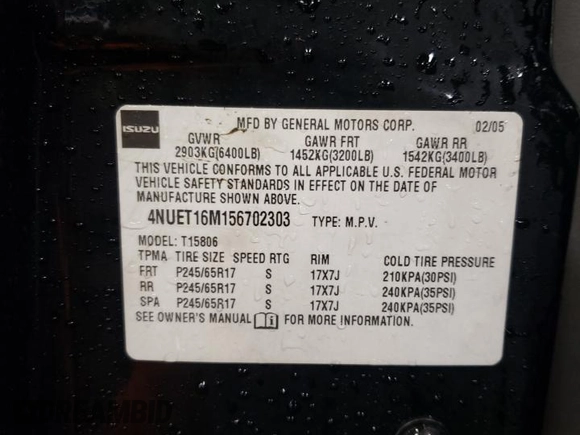 ISUZU
MFD BY GENERAL MOTORS CORP. 02/05
GVWR GAWR FRT GAWR RR
2903KG(6400LB) 1452KG(3200LB) 1542KG(3400LB)
THIS VEHICLE CONFORMS TO ALL APPLICABLE U.S. FEDERAL MOTOR
VEHICLE SAFETY STANDARDS IN EFFECT ON THE DATE OF
MANUFACTURE SHOWN ABOVE.
4NUET16M156702303 TYPE: M.P.V.
MODEL: T15806
TPMA TIRE SIZE SPEED RTG RIM COLD TIRE PRESSURE
FRT P245/65R17 S 17X7J 210KPA(30PSI)
RR P245/65R17 S 17X7J 240KPA(35PSI)
SPA P245/65R17 S 17X7J 240KPA(35PSI)
SEE OWNER'S MANUAL FOR MORE INFORMATION.